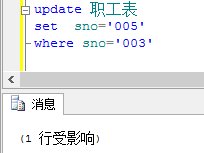 update 职工表
set  sno='005'
where sno='003'
消息
(1 行受影响)